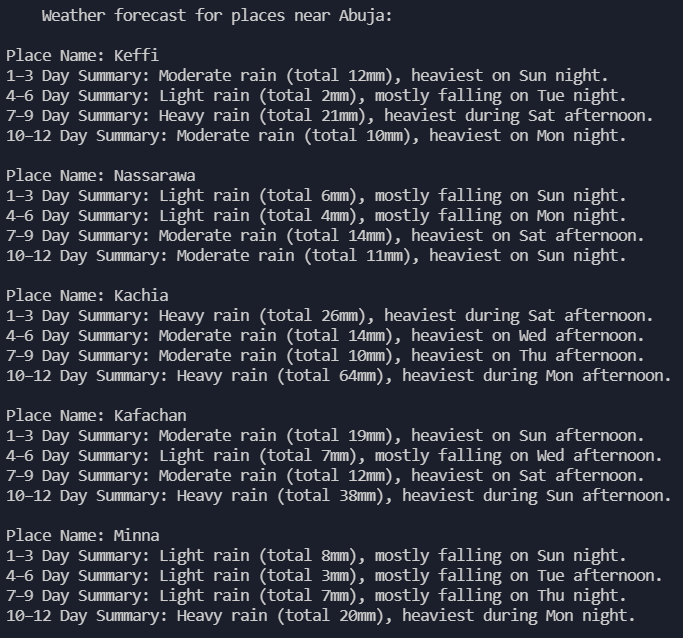 Weather forecast for places near Abuja:
Place Name: Keffi
1–3 Day Summary: Moderate rain (total 12mm), heaviest on Sun night.
4–6 Day Summary: Light rain (total 2mm), mostly falling on Tue night.
7–9 Day Summary: Heavy rain (total 21mm), heaviest during Sat afternoon.
10–12 Day Summary: Moderate rain (total 10mm), heaviest on Mon night.
Place Name: Nassarawa
1–3 Day Summary: Light rain (total 6mm), mostly falling on Sun night.
4–6 Day Summary: Light rain (total 4mm), mostly falling on Mon night.
7–9 Day Summary: Moderate rain (total 14mm), heaviest on Sat afternoon.
10–12 Day Summary: Moderate rain (total 11mm), heaviest on Sun night.
Place Name: Kachia
1–3 Day Summary: Heavy rain (total 26mm), heaviest during Sat afternoon.
4–6 Day Summary: Moderate rain (total 14mm), heaviest on Wed afternoon.
7–9 Day Summary: Moderate rain (total 10mm), heaviest on Thu afternoon.
10–12 Day Summary: Heavy rain (total 64mm), heaviest during Mon afternoon.
Place Name: Kafachan
1–3 Day Summary: Moderate rain (total 19mm), heaviest on Sun afternoon.
4–6 Day Summary: Light rain (total 7mm), mostly falling on Wed afternoon.
7–9 Day Summary: Moderate rain (total 12mm), heaviest on Sat afternoon.
10–12 Day Summary: Heavy rain (total 38mm), heaviest during Sun afternoon.
Place Name: Minna
1–3 Day Summary: Light rain (total 8mm), mostly falling on Sun night.
4–6 Day Summary: Light rain (total 3mm), mostly falling on Tue afternoon.
7–9 Day Summary: Light rain (total 7mm), mostly falling on Thu night.
10–12 Day Summary: Heavy rain (total 20mm), heaviest during Mon night.